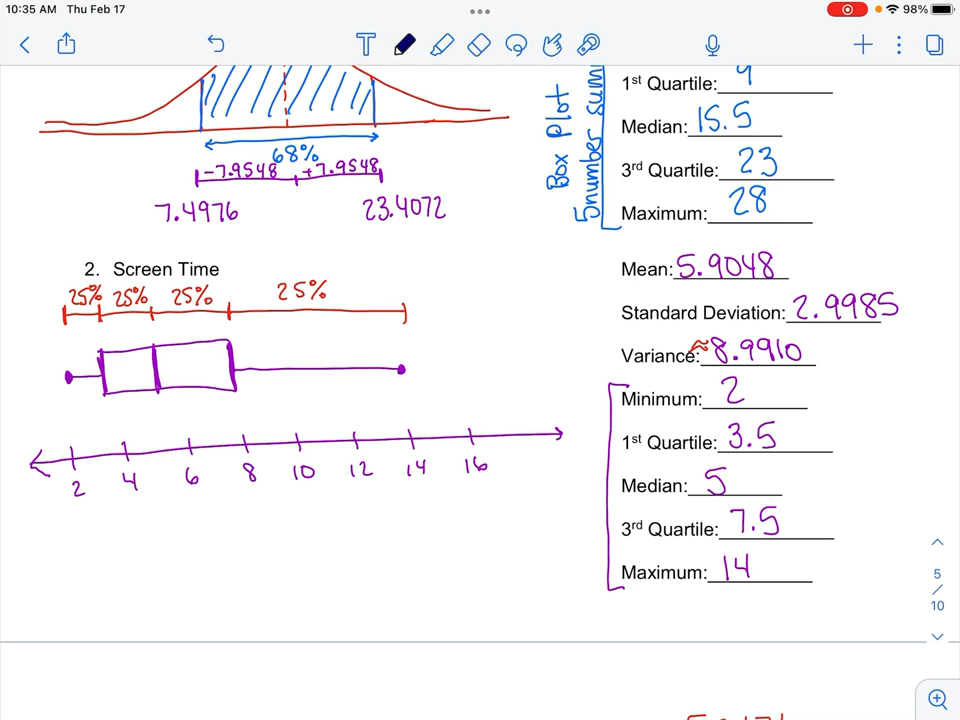 10:35 AM Thu Feb 17
98%
T
68%
-7.9548 +7.9548
7.4976 23.4072
Box Plot
5number sum
1st Quartile: 9
Median: 15.5
3rd Quartile: 23
Maximum: 28
2. Screen Time
25% 25% 25% 25%
2 4 6 8 10 12 14 16
Mean: 5.9048
Standard Deviation: 2.9985
Variance: ≈8.9910
Minimum: 2
1st Quartile: 3.5
Median: 5
3rd Quartile: 7.5
Maximum: 14
5
/
10